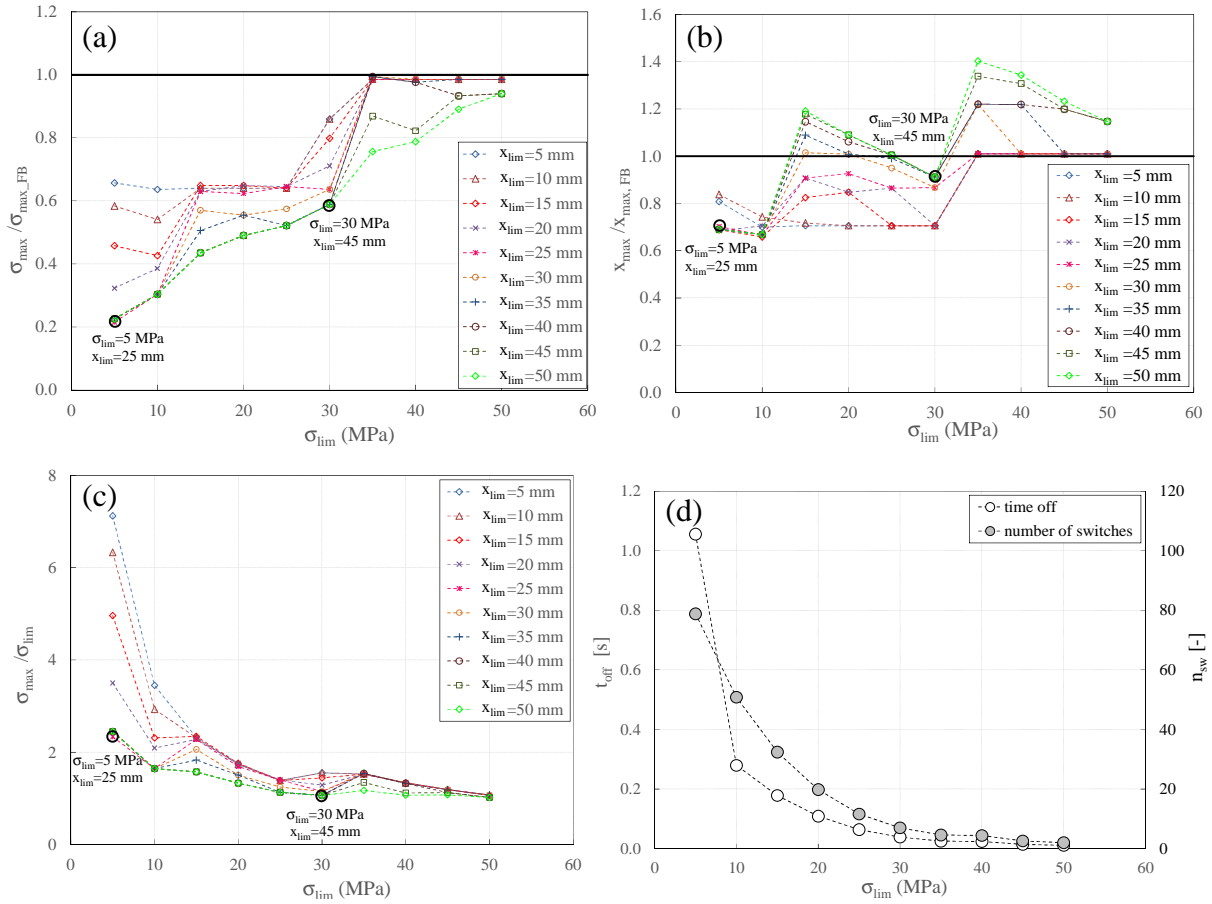 (a)
1.2
1.0
0.8
0.6
0.4
0.2
0.0
σmax /σmax_FB
0 10 20 30 40 50 60
σlim (MPa)
σlim=30 MPa
xlim=45 mm
σlim=5 MPa
xlim=25 mm
xlim=5 mm
xlim=10 mm
xlim=15 mm
xlim=20 mm
xlim=25 mm
xlim=30 mm
xlim=35 mm
xlim=40 mm
xlim=45 mm
xlim=50 mm
(b)
1.6
1.4
1.2
1.0
0.8
0.6
0.4
0.2
0.0
xmax /xmax, FB
0 10 20 30 40 50 60
σlim (MPa)
σlim=30 MPa
xlim=45 mm
σlim=5 MPa
xlim=25 mm
xlim =5 mm
xlim =10 mm
xlim =15 mm
xlim =20 mm
xlim =25 mm
xlim =30 mm
xlim =35 mm
xlim =40 mm
xlim =45 mm
xlim =50 mm
(c)
8
6
4
2
0
σmax /σlim
0 10 20 30 40 50 60
σlim (MPa)
σlim=5 MPa
xlim=25 mm
σlim=30 MPa
xlim=45 mm
xlim=5 mm
xlim=10 mm
xlim=15 mm
xlim=20 mm
xlim=25 mm
xlim=30 mm
xlim=35 mm
xlim=40 mm
xlim=45 mm
xlim=50 mm
(d)
1.2
1.0
0.8
0.6
0.4
0.2
0.0
toff [s]
time off
number of switches
120
100
80
60
40
20
0
nsw [-]
0 10 20 30 40 50 60
σlim (MPa)